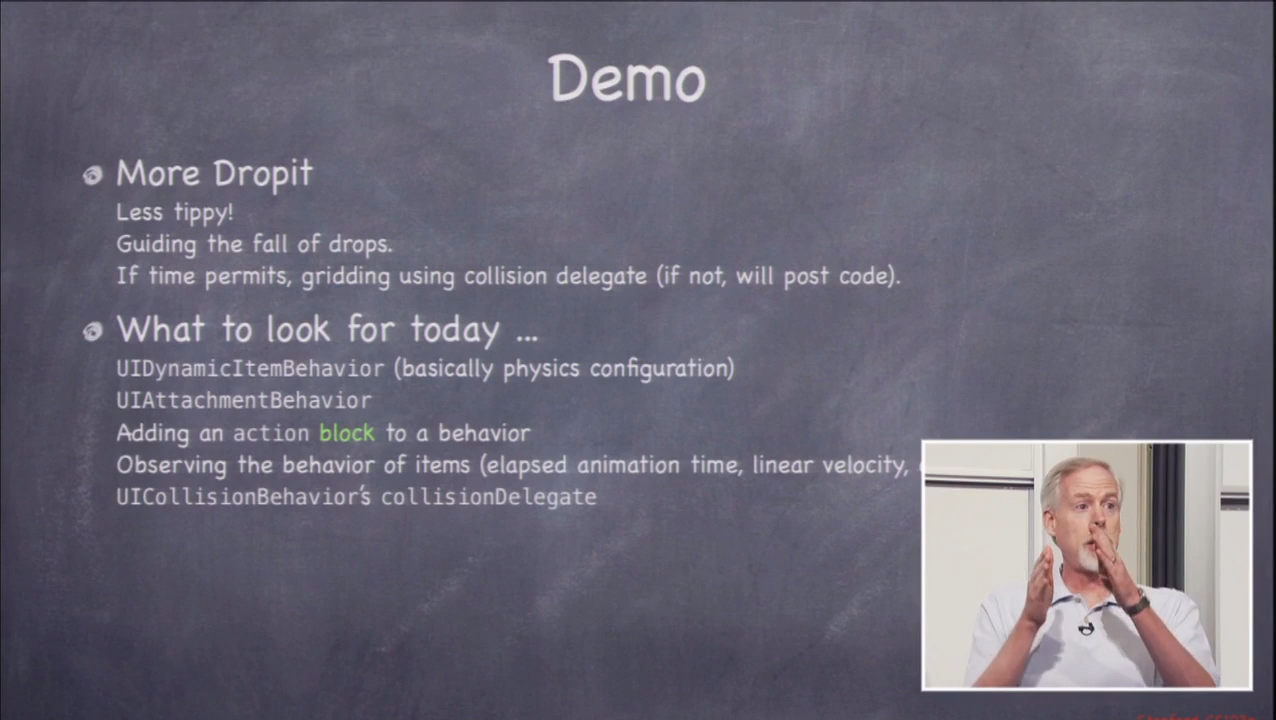 Demo
More Dropit
Less tippy!
Guiding the fall of drops.
If time permits, gridding using collision delegate (if not, will post code).
What to look for today ...
UIDynamicItemBehavior (basically physics configuration)
UIAttachmentBehavior
Adding an action block to a behavior
Observing the behavior of items (elapsed animation time, linear velocity,
UICollisionBehavior's collisionDelegate